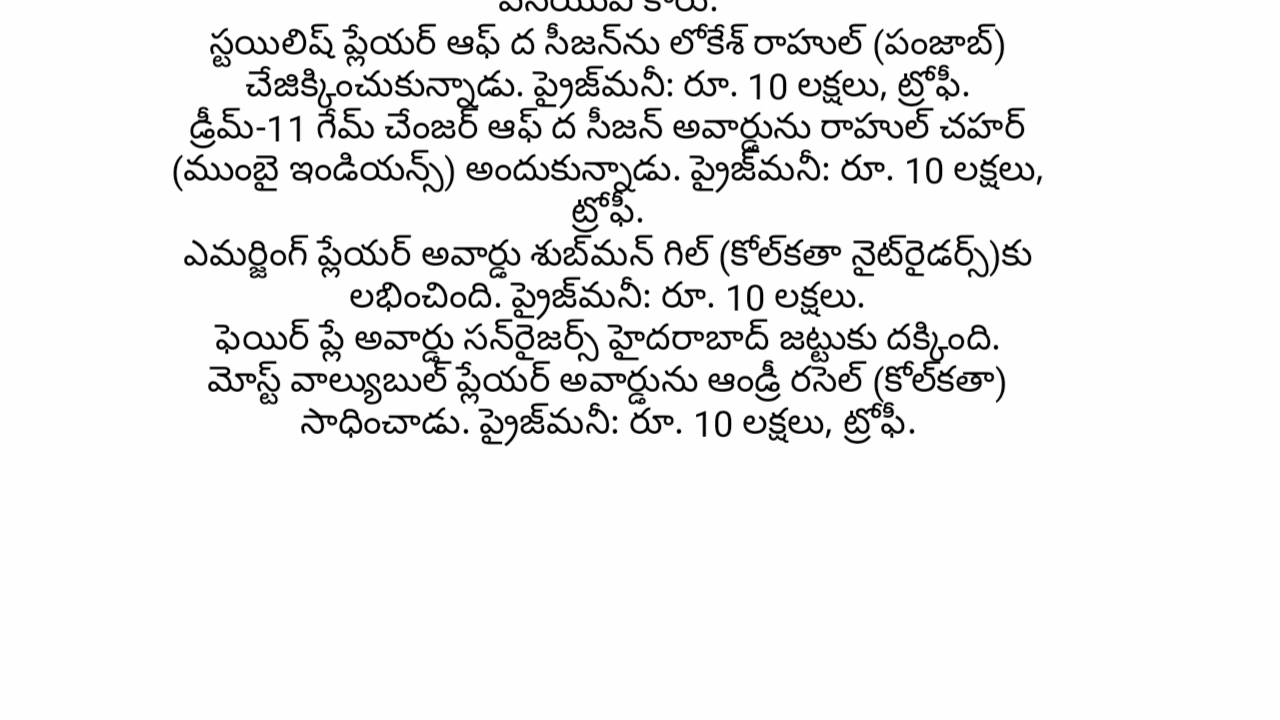 స్టయిలిష్ ప్లేయర్ ఆఫ్ ద సీజన్‌ను లోకేశ్ రాహుల్ (పంజాబ్)
చేజిక్కించుకున్నాడు. ప్రైజ్‌మనీ: రూ. 10 లక్షలు, ట్రోఫీ.
డ్రీమ్-11 గేమ్ చేంజర్ ఆఫ్ ద సీజన్ అవార్డును రాహుల్ చహర్
(ముంబై ఇండియన్స్) అందుకున్నాడు. ప్రైజ్‌మనీ: రూ. 10 లక్షలు,
ట్రోఫీ.
ఎమర్జింగ్ ప్లేయర్ అవార్డు శుబ్‌మన్ గిల్ (కోల్‌కతా నైట్‌రైడర్స్)కు
లభించింది. ప్రైజ్‌మనీ: రూ. 10 లక్షలు.
ఫెయిర్ ప్లే అవార్డు సన్‌రైజర్స్ హైదరాబాద్ జట్టుకు దక్కింది.
మోస్ట్ వాల్యుబుల్ ప్లేయర్ అవార్డును ఆండ్రీ రసెల్ (కోల్‌కతా)
సాధించాడు. ప్రైజ్‌మనీ: రూ. 10 లక్షలు, ట్రోఫీ.